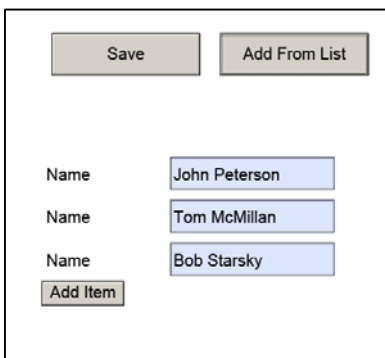 Save Add From List
Name John Peterson
Name Tom McMillan
Name Bob Starsky
Add Item